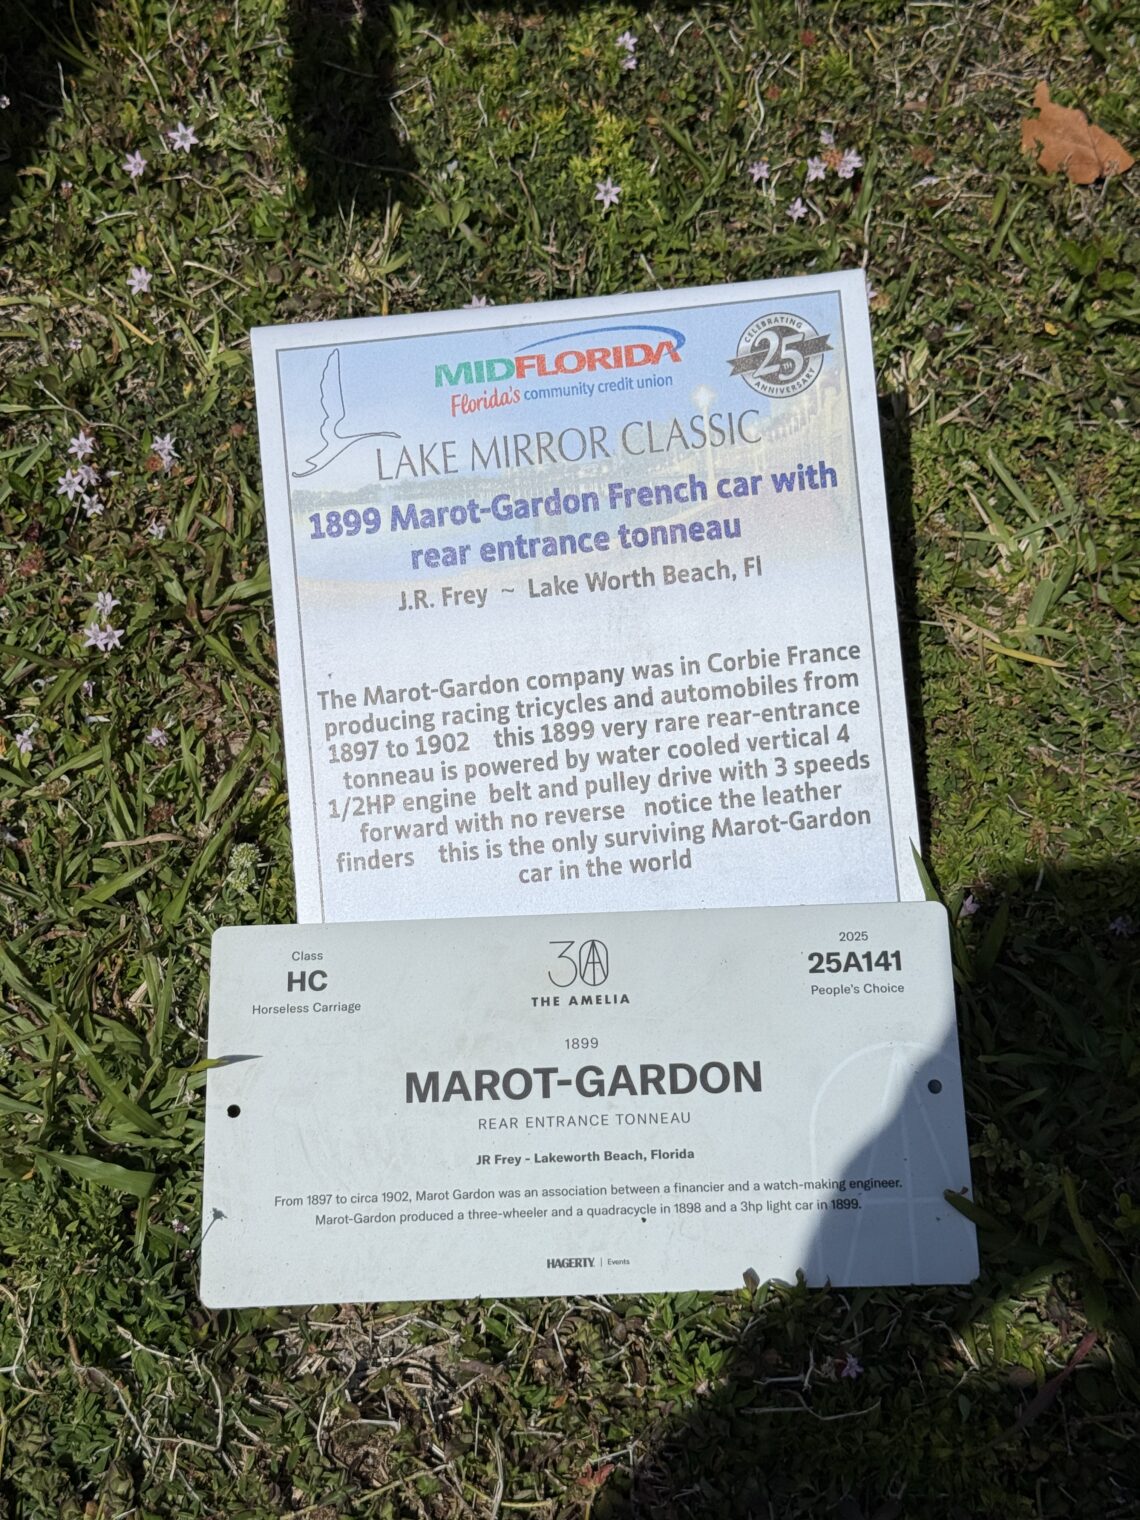 MIDFLORIDA
Florida's community credit union
CELEBRATING
25
ANNIVERSARY
LAKE MIRROR CLASSIC
1899 Marot-Gardon French car with
rear entrance tonneau
J.R. Frey ~ Lake Worth Beach, Fl
The Marot-Gardon company was in Corbie France
producing racing tricycles and automobiles from
1897 to 1902 this 1899 very rare rear-entrance
tonneau is powered by water cooled vertical 4
1/2HP engine belt and pulley drive with 3 speeds
forward with no reverse notice the leather
finders this is the only surviving Marot-Gardon
car in the world
Class
HC
Horseless Carriage
30
THE AMELIA
2025
25A141
People's Choice
1899
MAROT-GARDON
REAR ENTRANCE TONNEAU
JR Frey - Lakeworth Beach, Florida
From 1897 to circa 1902, Marot Gardon was an association between a financier and a watch-making engineer.
Marot-Gardon produced a three-wheeler and a quadracycle in 1898 and a 3hp light car in 1899.
HAGERTY | Events